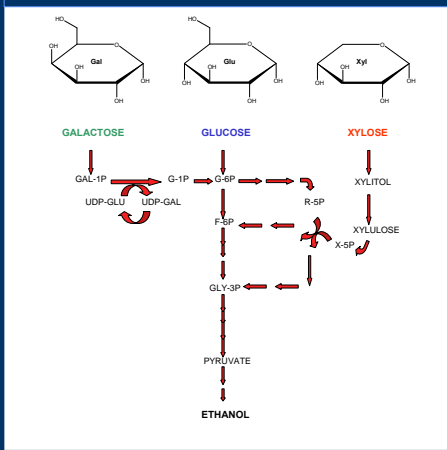 HO HO
OH O O O
Gal Glu Xyl
OH OH OH
OH OH OH OH OH
OH OH OH
GALACTOSE GLUCOSE XYLOSE
GAL-1P G-1P G-6P XYLITOL
UDP-GLU UDP-GAL R-5P
F-6P XYLULOSE
X-5P
GLY-3P
PYRUVATE
ETHANOL